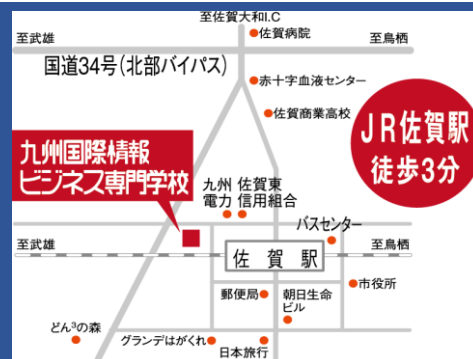 至佐賀大和I.C
佐賀病院
至武雄
至鳥栖
国道34号(北部バイパス)
赤十字血液センター
佐賀商業高校
JR佐賀駅
徒歩3分
九州国際情報
ビジネス専門学校
九州 佐賀東
電力 信用組合
バスセンター
至武雄
佐賀駅
至鳥栖
市役所
郵便局
朝日生命
ビル
どん³の森
グランデはがくれ
日本旅行